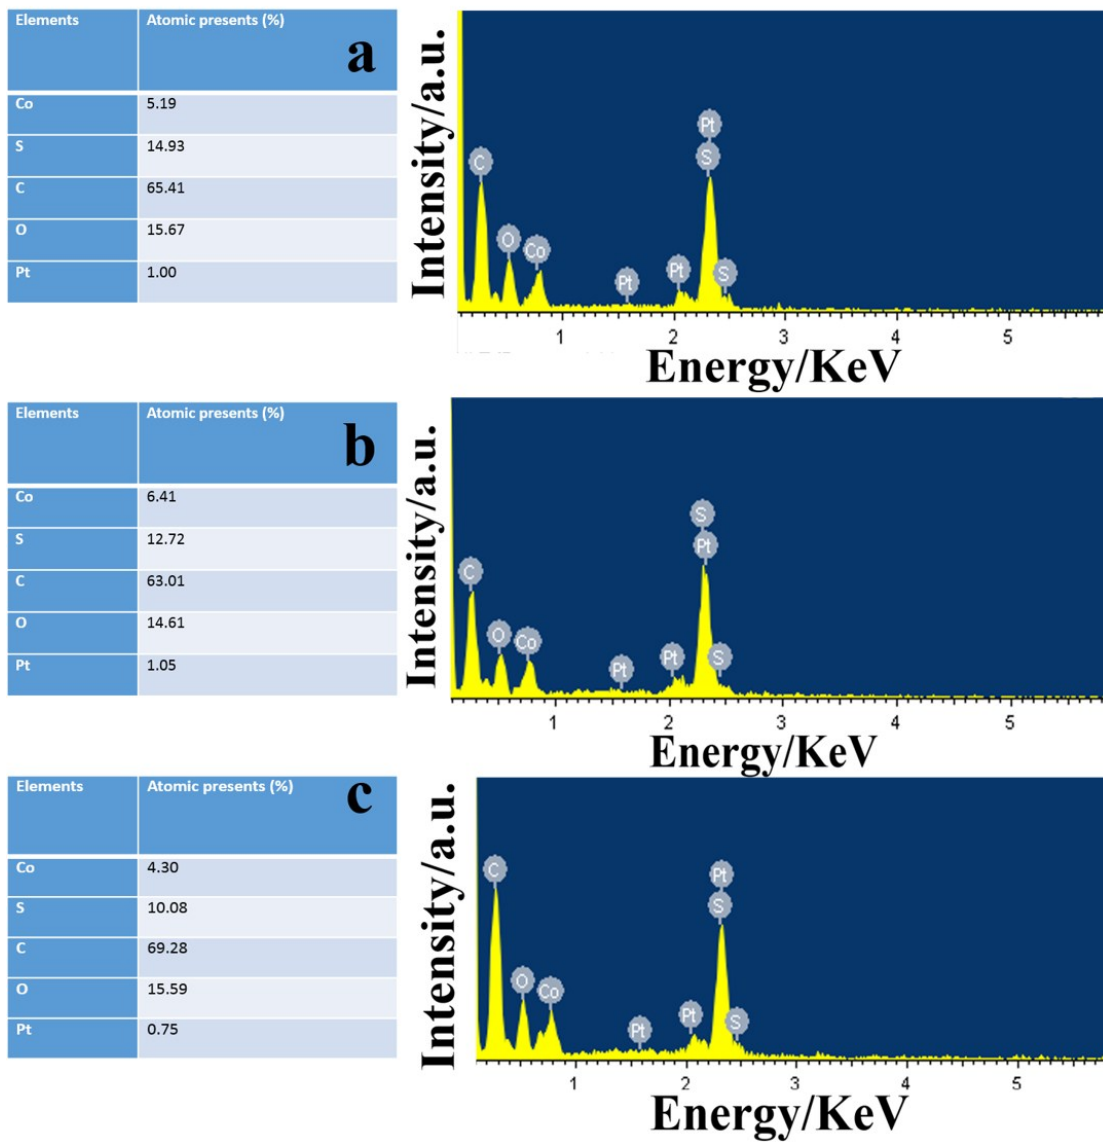 Elements Atomic presents (%)
a
Co 5.19
S 14.93
C 65.41
O 15.67
Pt 1.00
Intensity/a.u.
Pt
S
C
O
Co
Pt
Pt
S
1 2 3 4 5
Energy/KeV
Elements Atomic presents (%)
b
Co 6.41
S 12.72
C 63.01
O 14.61
Pt 1.05
Intensity/a.u.
S
Pt
C
O
Co
Pt
Pt
S
1 2 3 4 5
Energy/KeV
Elements Atomic presents (%)
c
Co 4.30
S 10.08
C 69.28
O 15.59
Pt 0.75
Intensity/a.u.
C
Pt
S
O
Co
Pt
Pt
S
1 2 3 4 5
Energy/KeV